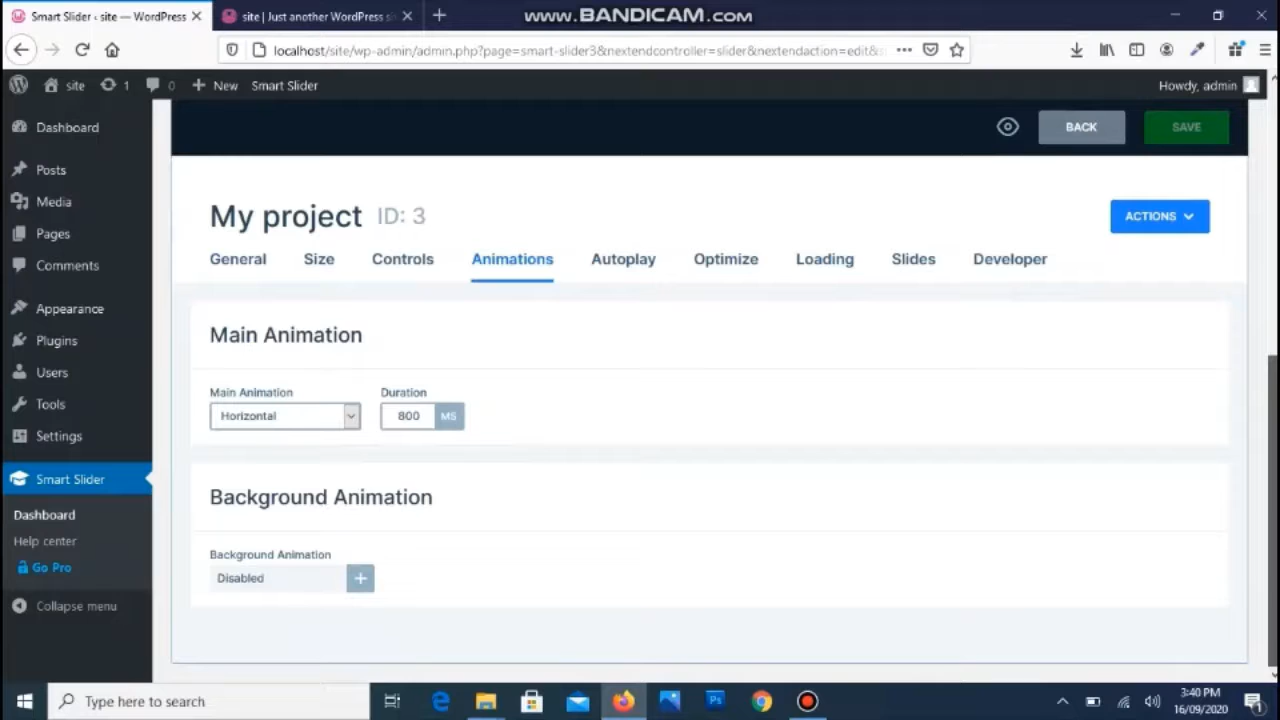 Smart Slider ‹ site — WordPress
site | Just another WordPress si
www.BANDICAM.com
localhost/site/wp-admin/admin.php?page=smart-slider3&nextendcontroller=slider&nextendaction=edit&s
site
1
0
New
Smart Slider
Howdy, admin
Dashboard
Posts
Media
Pages
Comments
Appearance
Plugins
Users
Tools
Settings
Smart Slider
Dashboard
Help center
Go Pro
Collapse menu
BACK
SAVE
My project ID: 3
ACTIONS
General Size Controls Animations Autoplay Optimize Loading Slides Developer
Main Animation
Main Animation Duration
Horizontal 800 MS
Background Animation
Background Animation
Disabled
Type here to search
Ps
3:40 PM
16/09/2020
1